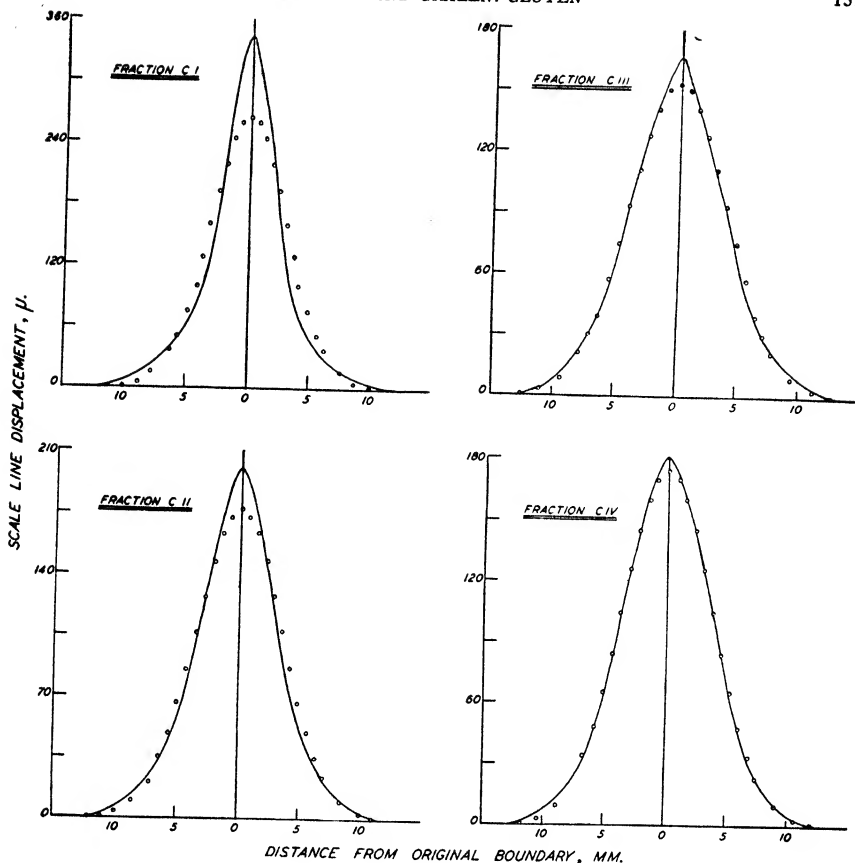 GLUTEN 13
360
240
120
0
FRACTION C I
10 5 0 5 10
180
120
60
0
FRACTION C III
10 5 0 5 10
210
140
70
0
FRACTION C II
10 5 0 5 10
180
120
60
0
FRACTION C IV
10 5 0 5 10
SCALE LINE DISPLACEMENT, μ.
DISTANCE FROM ORIGINAL BOUNDARY, MM.